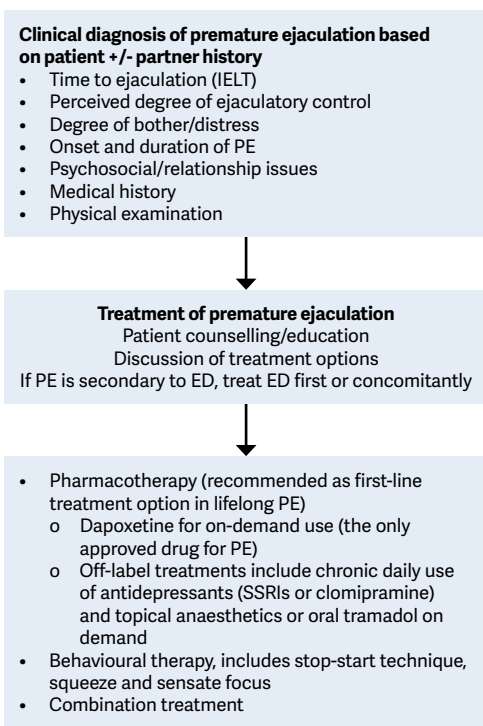 Clinical diagnosis of premature ejaculation based
on patient +/- partner history
• Time to ejaculation (IELT)
• Perceived degree of ejaculatory control
• Degree of bother/distress
• Onset and duration of PE
• Psychosocial/relationship issues
• Medical history
• Physical examination
Treatment of premature ejaculation
Patient counselling/education
Discussion of treatment options
If PE is secondary to ED, treat ED first or concomitantly
• Pharmacotherapy (recommended as first-line
treatment option in lifelong PE)
o Dapoxetine for on-demand use (the only
approved drug for PE)
o Off-label treatments include chronic daily use
of antidepressants (SSRIs or clomipramine)
and topical anaesthetics or oral tramadol on
demand
• Behavioural therapy, includes stop-start technique,
squeeze and sensate focus
• Combination treatment